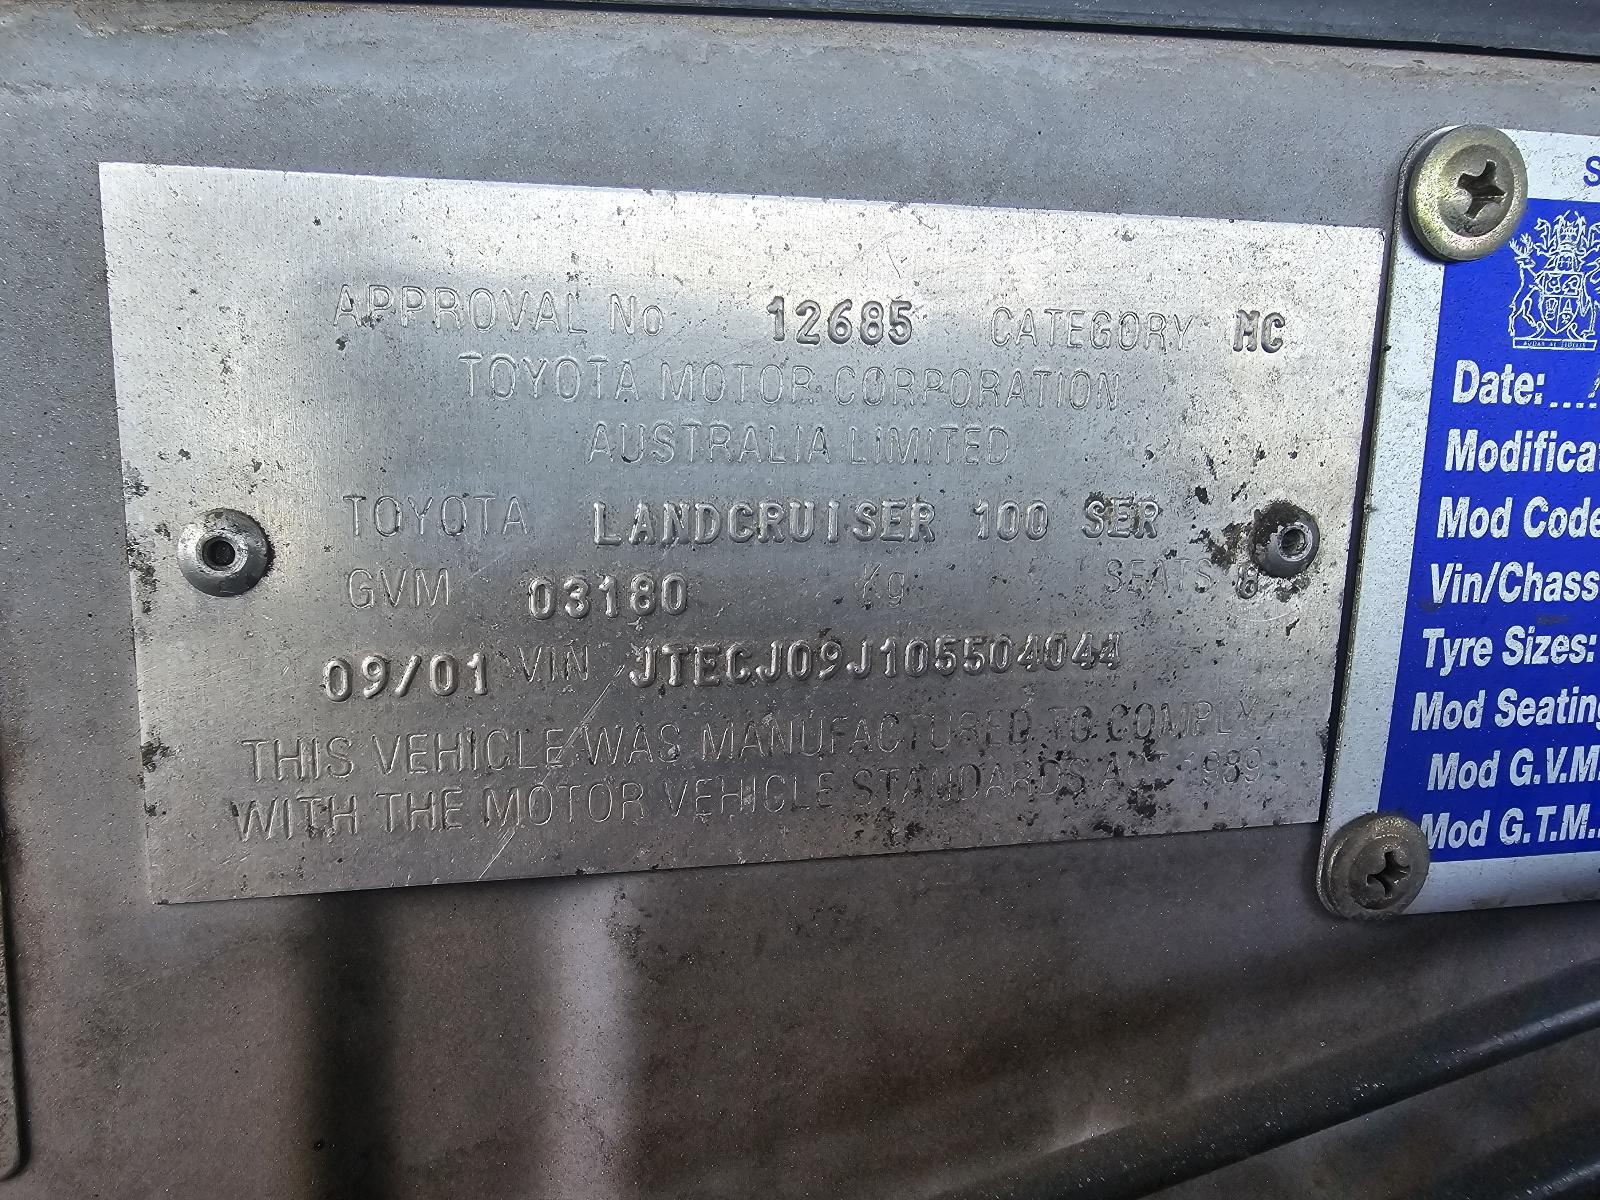 APPROVAL No 12685 CATEGORY MC
TOYOTA MOTOR CORPORATION
AUSTRALIA LIMITED
TOYOTA LANDCRUISER 100 SER
GVM 03180 Kg SEATS 8
09/01 VIN JTECJ09J105504044
THIS VEHICLE WAS MANUFACTURED TO COMPLY
WITH THE MOTOR VEHICLE STANDARDS ACT 1989
S
Date:
Modificat
Mod Code
Vin/Chass
Tyre Sizes:
Mod Seating
Mod G.V.M.
Mod G.T.M.